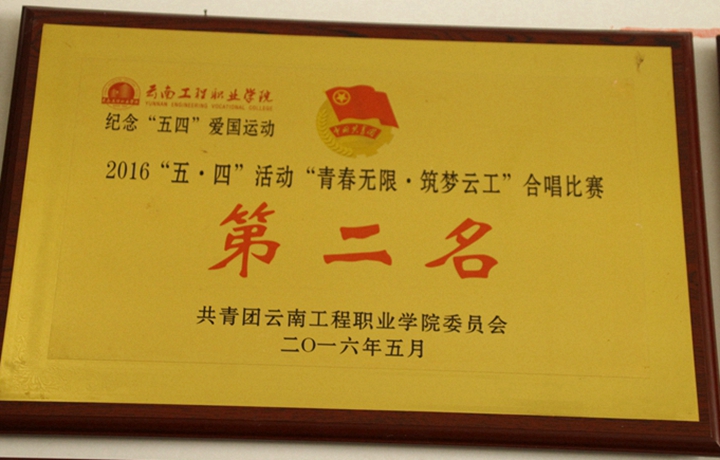 云南工程职业学院
YUNNAN ENGINEERING VOCATIONAL COLLEGE
纪念“五四”爱国运动
2016“五·四”活动“青春无限·筑梦云工”合唱比赛
第二名
共青团云南工程职业学院委员会
二〇一六年五月